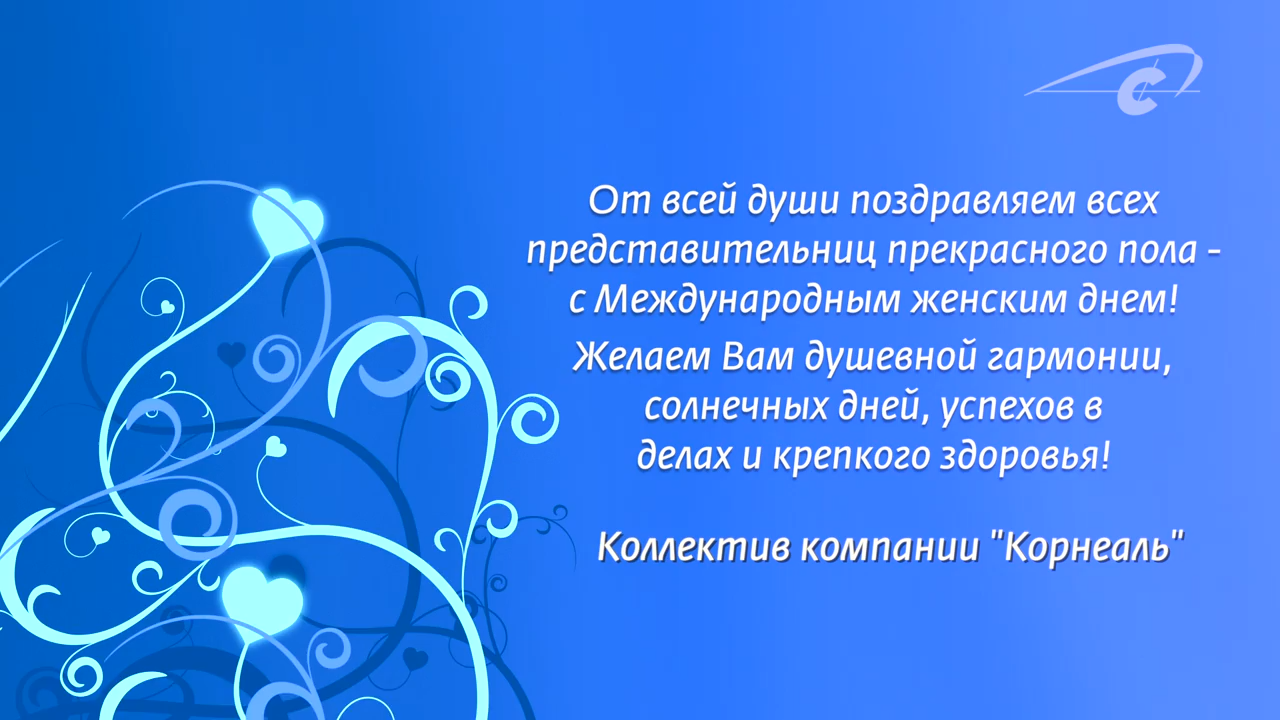 От всей души поздравляем всех
представительниц прекрасного пола -
с Международным женским днем!
Желаем Вам душевной гармонии,
солнечных дней, успехов в
делах и крепкого здоровья!
Коллектив компании "Корнеаль"